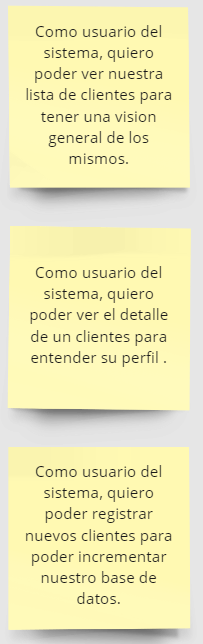 Como usuario del
sistema, quiero
poder ver nuestra
lista de clientes para
tener una vision
general de los
mismos.
Como usuario del
sistema, quiero
poder ver el detalle
de un clientes para
entender su perfil .
Como usuario del
sistema, quiero
poder registrar
nuevos clientes para
poder incrementar
nuestro base de
datos.